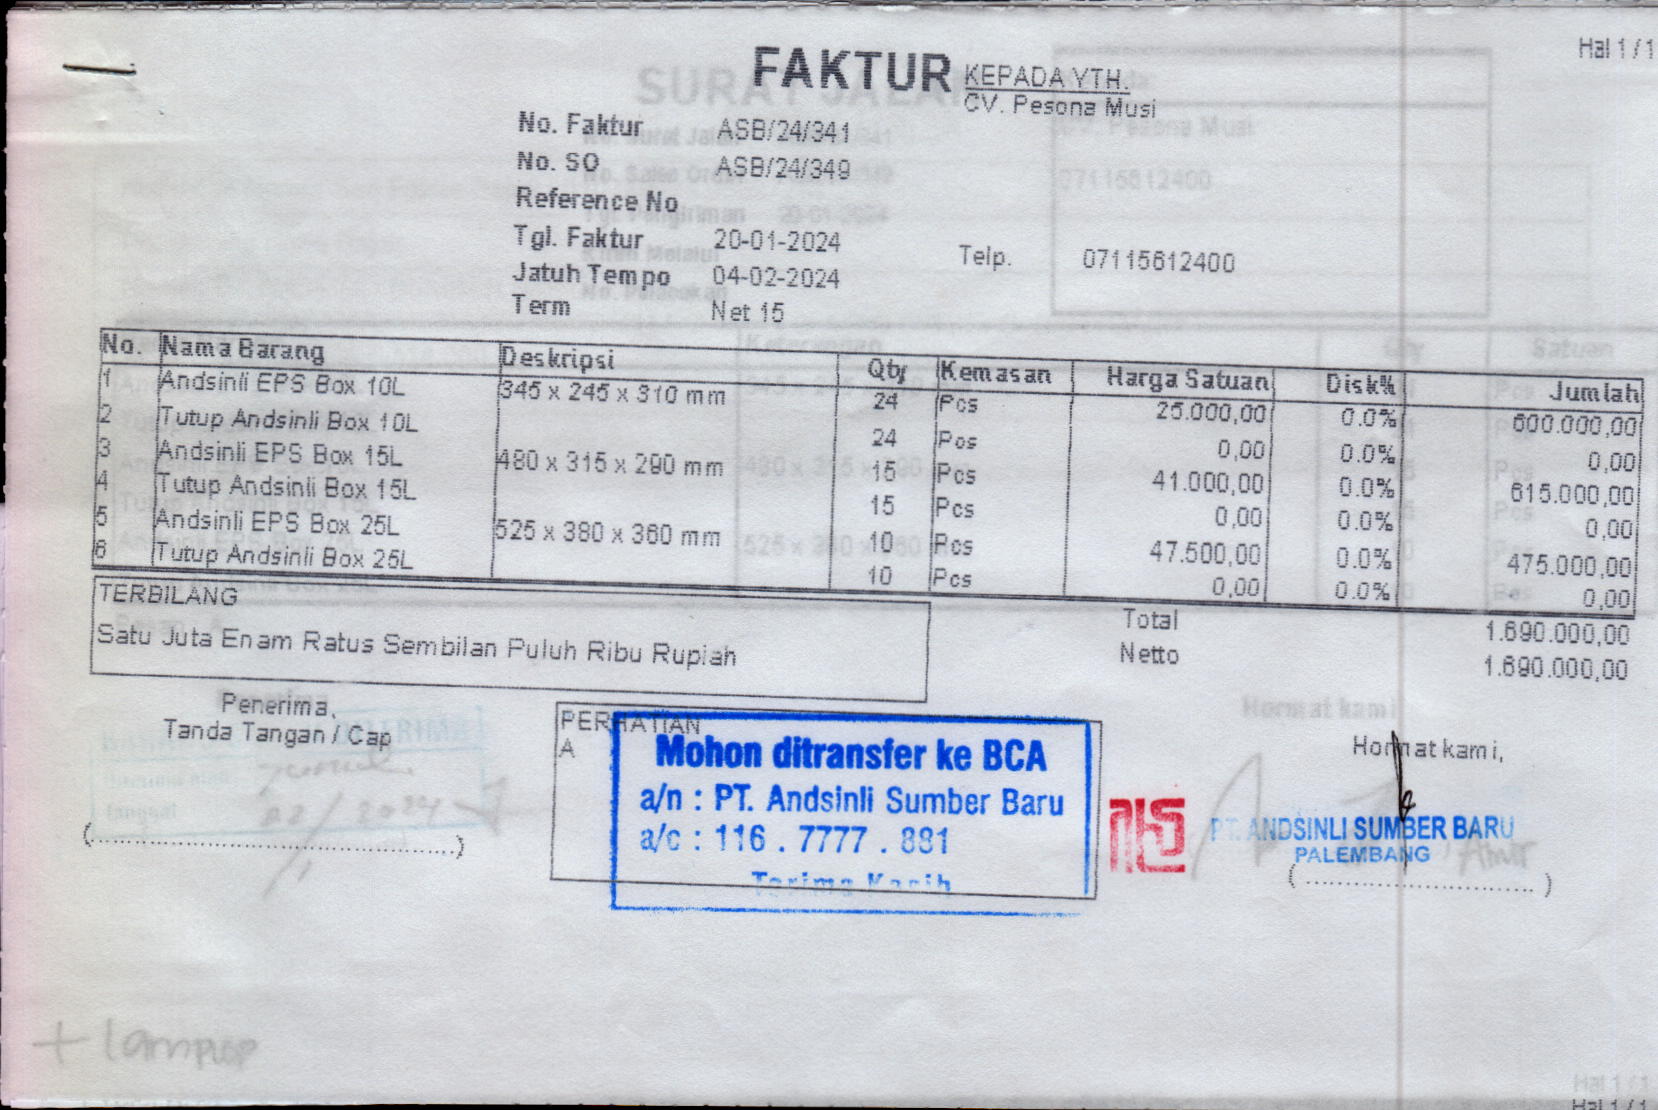 Hal 1 / 1
FAKTUR
KEPADA YTH.
CV. Pesona Musi
No. Faktur ASB/24/341
No. SO ASB/24/349
Reference No
Tgl. Faktur 20-01-2024
Telp. 07115612400
Jatuh Tempo 04-02-2024
Term Net 15
No. Nama Barang Deskripsi Qty Kemasan Harga Satuan Disk% Jumlah
1 Andsinli EPS Box 10L 345 x 245 x 310 mm 24 Pcs 25.000,00 0.0% 600.000,00
2 Tutup Andsinli Box 10L 24 Pcs 0,00 0.0% 0,00
3 Andsinli EPS Box 15L 480 x 315 x 290 mm 15 Pcs 41.000,00 0.0% 615.000,00
4 Tutup Andsinli Box 15L 15 Pcs 0,00 0.0% 0,00
5 Andsinli EPS Box 25L 525 x 380 x 360 mm 10 Pcs 47.500,00 0.0% 475.000,00
6 Tutup Andsinli Box 25L 10 Pcs 0,00 0.0% 0,00
TERBILANG
Satu Juta Enam Ratus Sembilan Puluh Ribu Rupiah
Total 1.690.000,00
Netto 1.690.000,00
Penerima,
Tanda Tangan / Cap
PERHATIAN
A
Mohon ditransfer ke BCA
a/n : PT. Andsinli Sumber Baru
a/c : 116 . 7777 . 881
Terima Kasih
Hormat kami,
PT. ANDSINLI SUMBER BARU
PALEMBANG
(..........................................)
(..........................................)
Hal 1 / 1
Hal 1 / 1